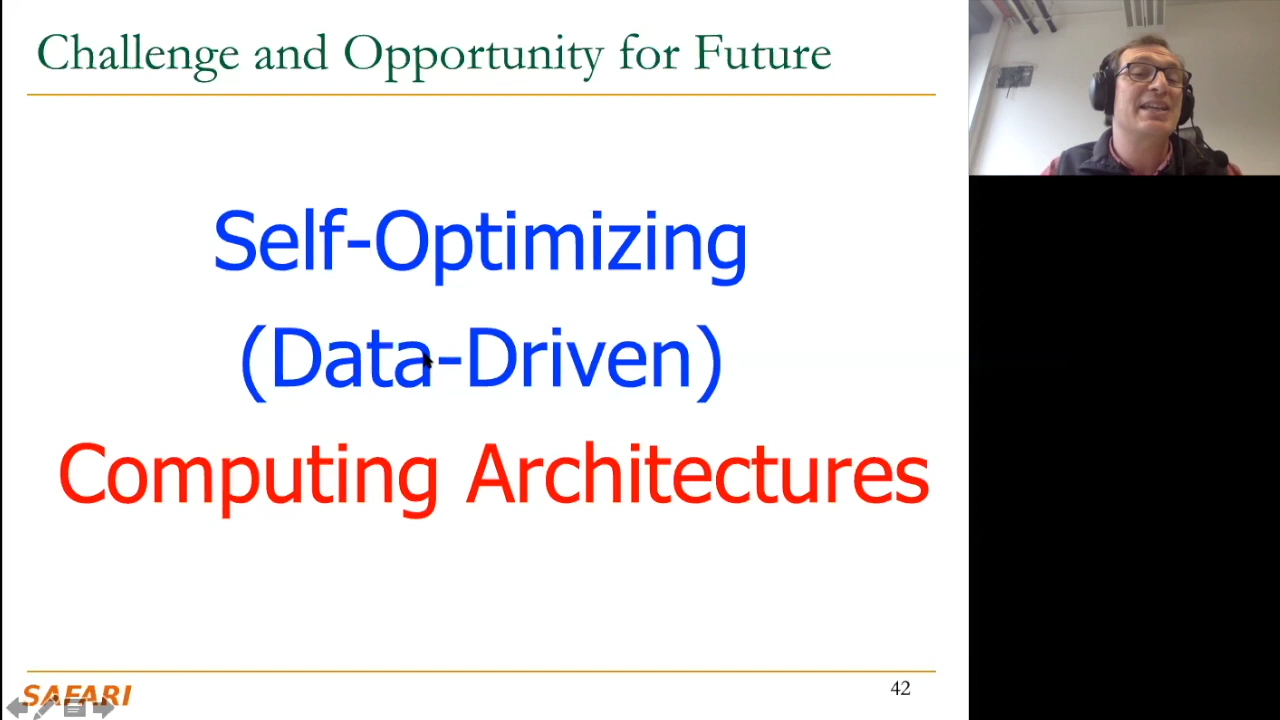 Challenge and Opportunity for Future
Self-Optimizing
(Data-Driven)
Computing Architectures
SAFARI
42